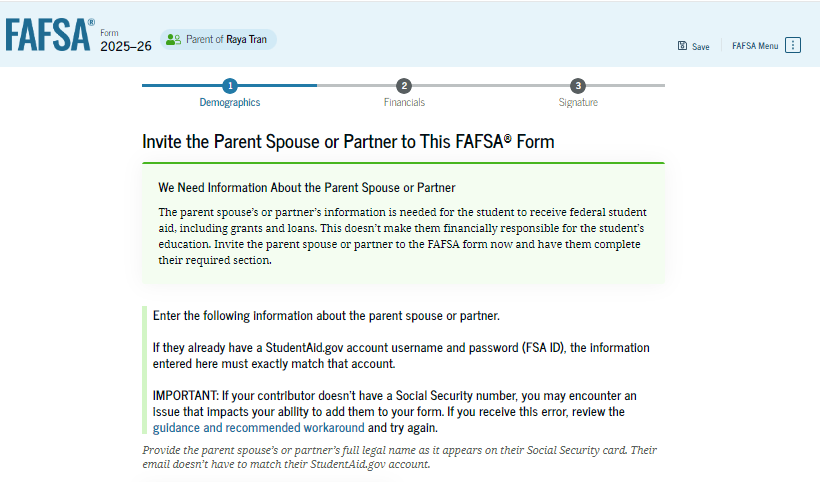 FAFSA®
Form
2025–26
Parent of Raya Tran
Save
FAFSA Menu
1
2
3
Demographics
Financials
Signature
Invite the Parent Spouse or Partner to This FAFSA® Form
We Need Information About the Parent Spouse or Partner
The parent spouse's or partner's information is needed for the student to receive federal student
aid, including grants and loans. This doesn't make them financially responsible for the student's
education. Invite the parent spouse or partner to the FAFSA form now and have them complete
their required section.
Enter the following information about the parent spouse or partner.
If they already have a StudentAid.gov account username and password (FSA ID), the information
entered here must exactly match that account.
IMPORTANT: If your contributor doesn't have a Social Security number, you may encounter an
issue that impacts your ability to add them to your form. If you receive this error, review the
guidance and recommended workaround and try again.
Provide the parent spouse's or partner's full legal name as it appears on their Social Security card. Their
email doesn't have to match their StudentAid.gov account.